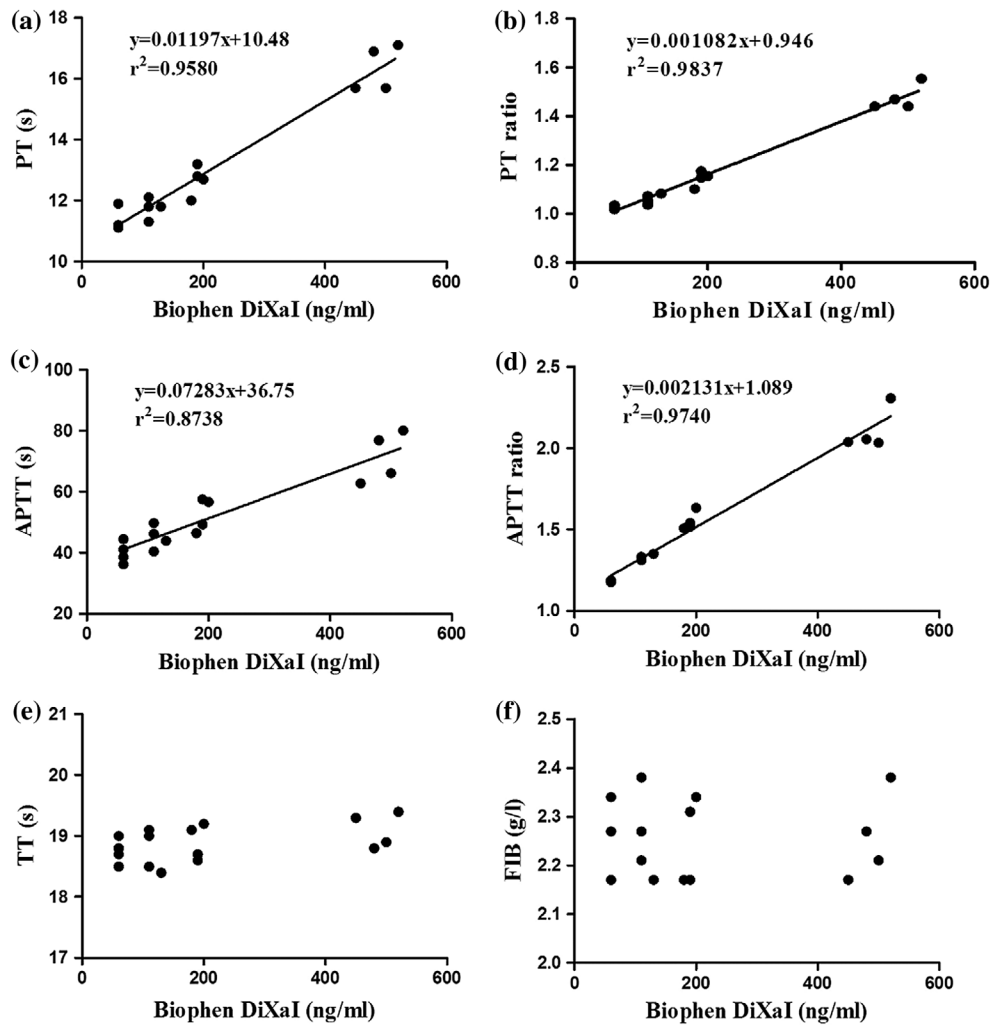 (a)
18
16
14
12
10
PT (s)
y=0.01197x+10.48
r²=0.9580
0 200 400 600
Biophen DiXaI (ng/ml)
(b)
1.8
1.6
1.4
1.2
1.0
0.8
PT ratio
y=0.001082x+0.946
r²=0.9837
0 200 400 600
Biophen DiXaI (ng/ml)
(c)
100
80
60
40
20
APTT (s)
y=0.07283x+36.75
r²=0.8738
0 200 400 600
Biophen DiXaI (ng/ml)
(d)
2.5
2.0
1.5
1.0
APTT ratio
y=0.002131x+1.089
r²=0.9740
0 200 400 600
Biophen DiXaI (ng/ml)
(e)
21
20
19
18
17
TT (s)
0 200 400 600
Biophen DiXaI (ng/ml)
(f)
2.5
2.4
2.3
2.2
2.1
2.0
FIB (g/l)
0 200 400 600
Biophen DiXaI (ng/ml)